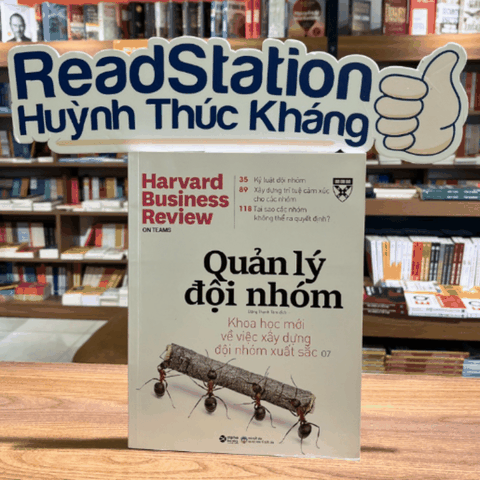 ReadStation
Huỳnh Thúc Kháng
Harvard
Business
Review
ON TEAMS
35 Kỷ luật đội nhóm
89 Xây dựng trí tuệ cảm xúc
cho các nhóm
118 Tại sao các nhóm
không thể ra quyết định?
Quản lý
đội nhóm
Khoa học mới
về việc xây dựng
đội nhóm xuất sắc 07